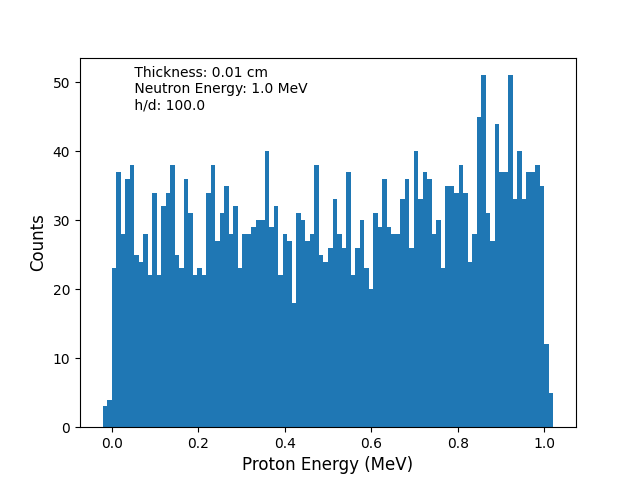 Thickness: 0.01 cm
Neutron Energy: 1.0 MeV
h/d: 100.0
50
40
30
20
10
0
Counts
0.0 0.2 0.4 0.6 0.8 1.0
Proton Energy (MeV)